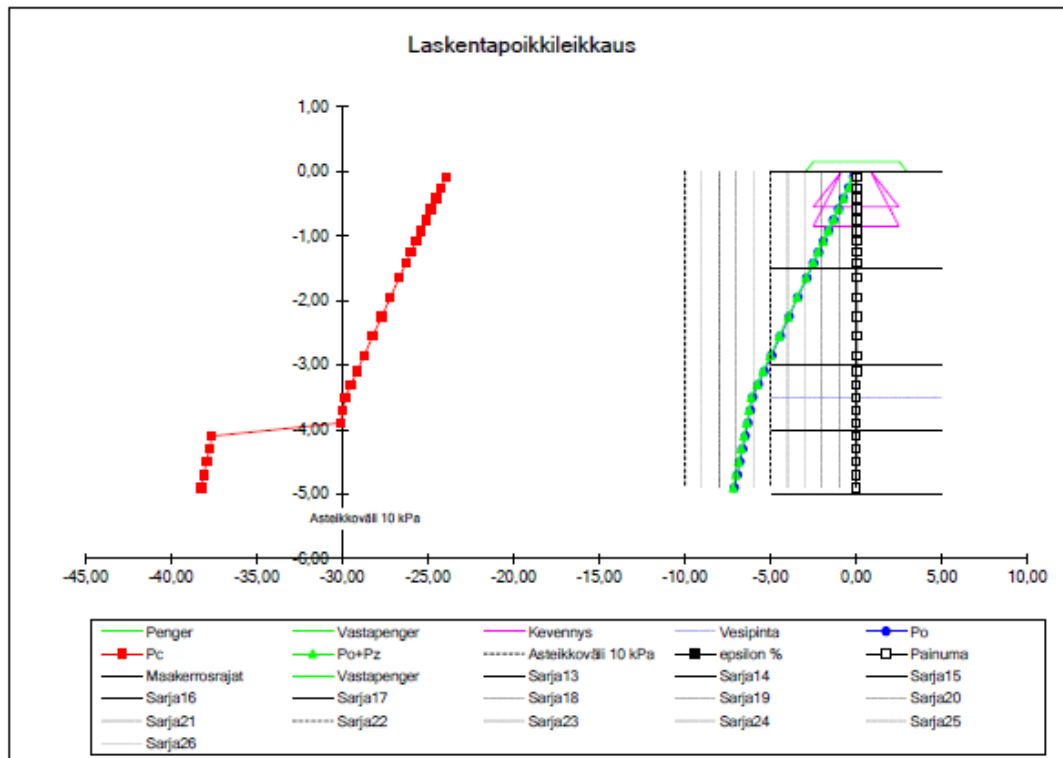 Laskentapoikkileikkaus
1,00
0,00
-1,00
-2,00
-3,00
-4,00
-5,00
Asteikkoväli 10 kPa
-6,00
-45,00 -40,00 -35,00 -30,00 -25,00 -20,00 -15,00 -10,00 -5,00 0,00 5,00 10,00
Penger Vastapenger Kevennys Vesipinta Po
Pc Po+Pz Asteikkoväli 10 kPa epsilon % Painuma
Maakerrosrajat Vastapenger Sarja13 Sarja14 Sarja15
Sarja16 Sarja17 Sarja18 Sarja19 Sarja20
Sarja21 Sarja22 Sarja23 Sarja24 Sarja25
Sarja26